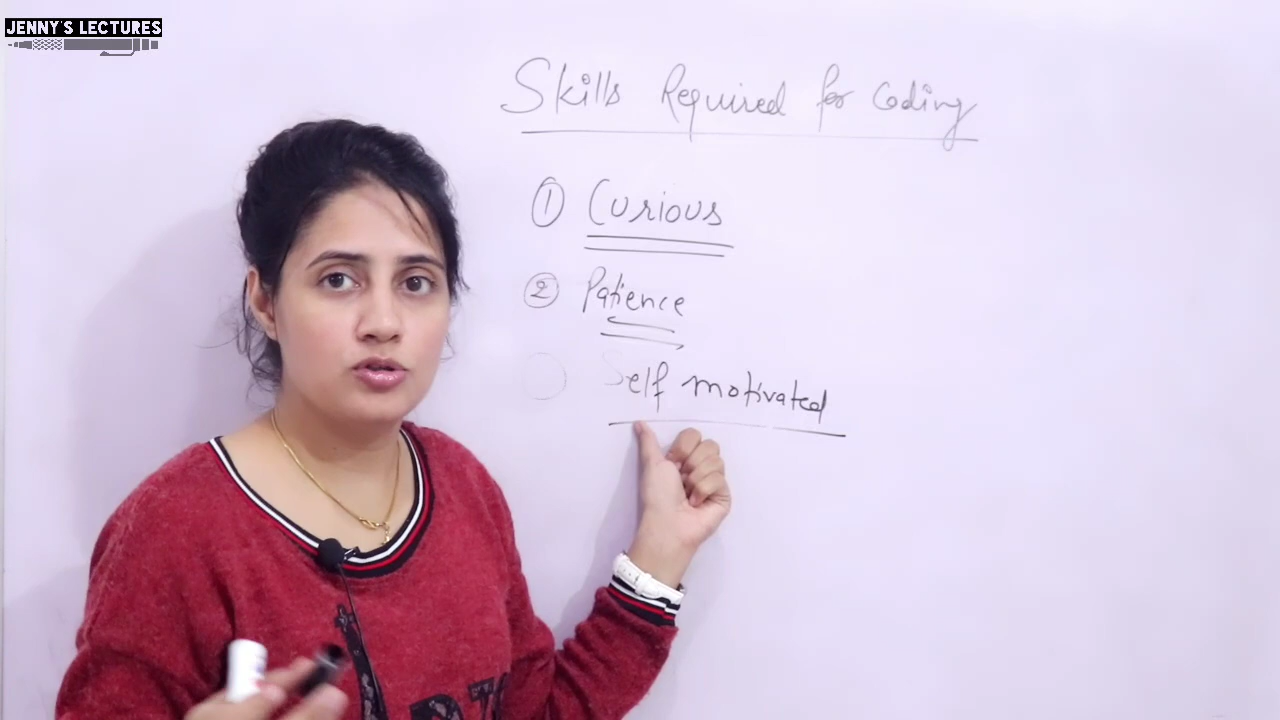 JENNY'S LECTURES
Skills Required for Coding
① Curious
② Patience
Self motivated